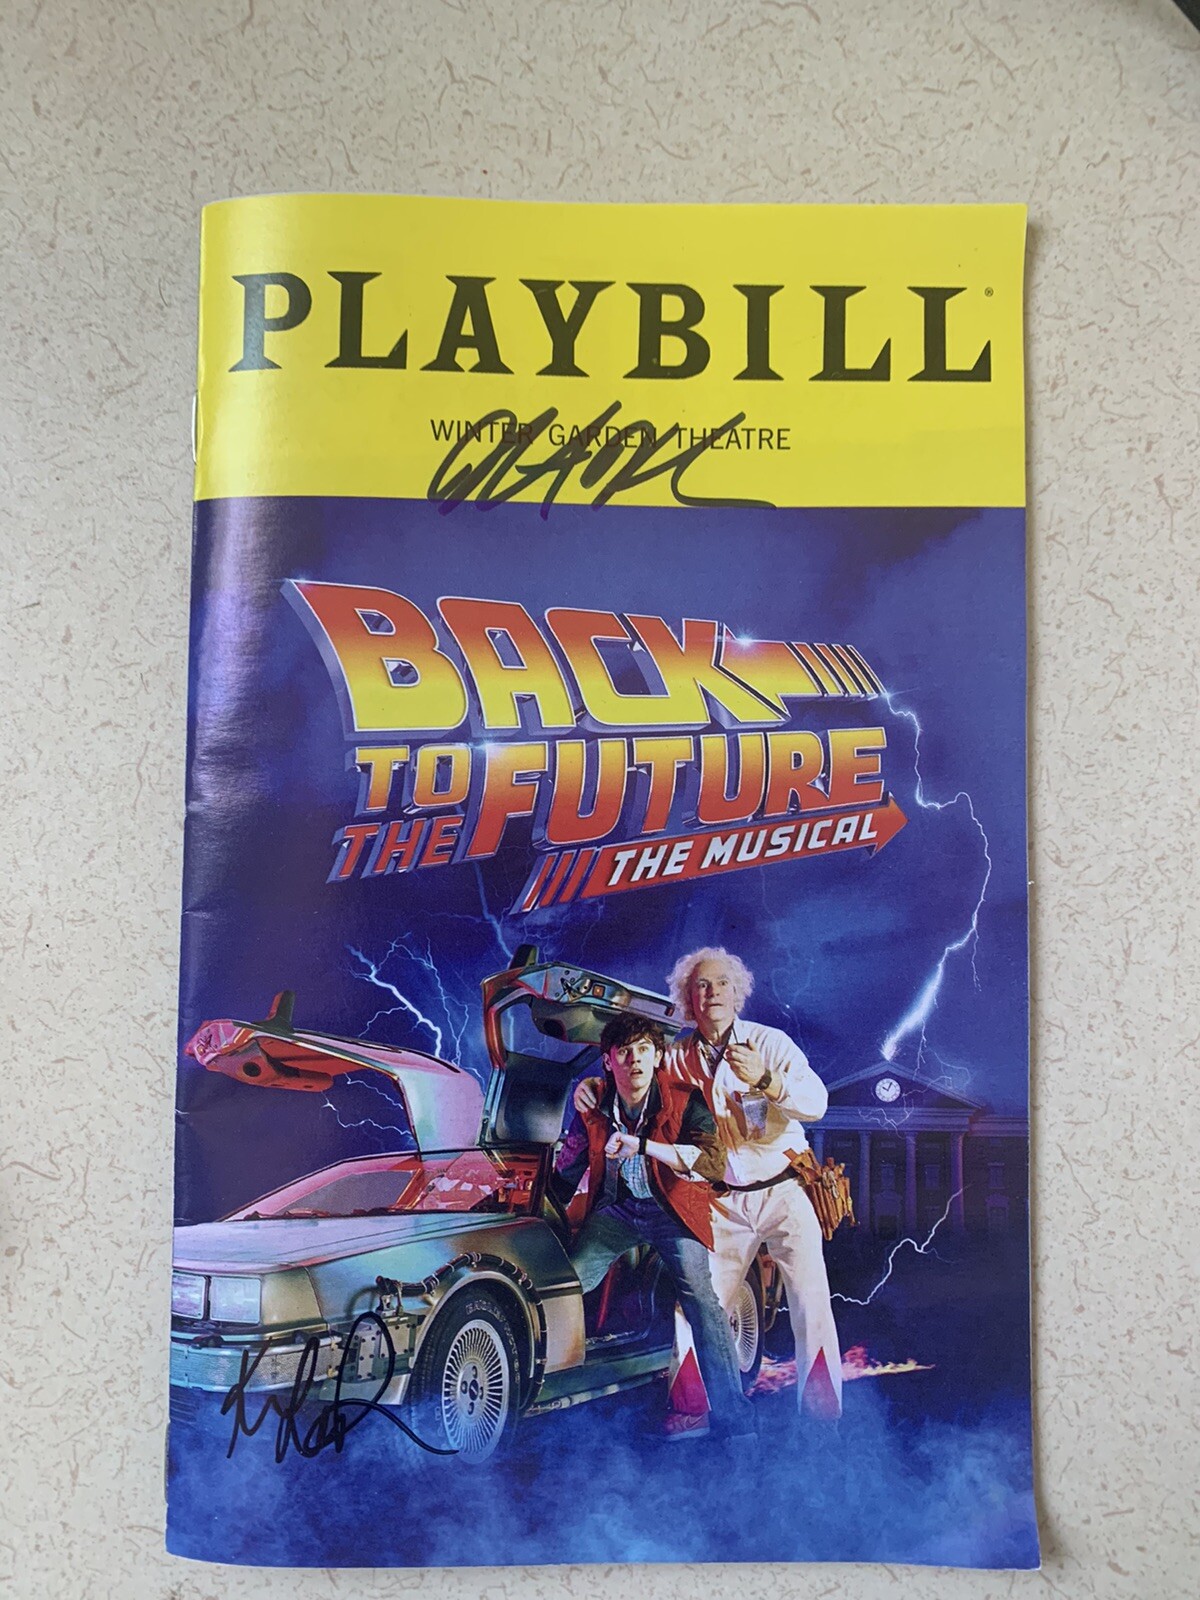 PLAYBILL®
WINTER GARDEN THEATRE
BACK
TO THE FUTURE
THE MUSICAL